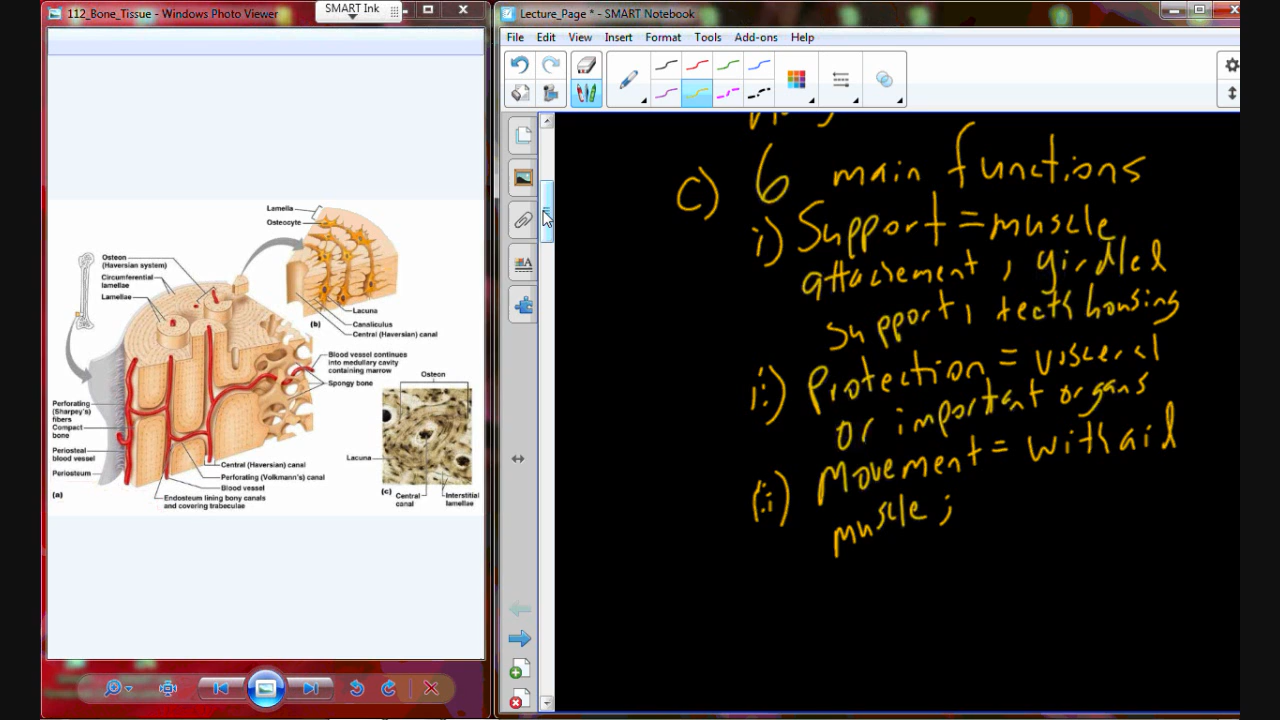 112_Bone_Tissue - Windows Photo Viewer
SMART Ink
Lamella
Osteocyte
Osteon
(Haversian system)
Circumferential
lamellae
Lamellae
Lacuna
(b)
Canaliculus
Central (Haversian) canal
Blood vessel continues
into medullary cavity
containing marrow
Spongy bone
Osteon
Perforating
(Sharpey's)
fibers
Compact
bone
Periosteal
blood vessel
Periosteum
(a)
Central (Haversian) canal
Perforating (Volkmann's) canal
Blood vessel
Endosteum lining bony canals
and covering trabeculae
Lacuna
(c)
Central
canal
Interstitial
lamellae
Lecture_Page * - SMART Notebook
File Edit View Insert Format Tools Add-ons Help
c) 6 main functions
i) Support = muscle
attachement, girdled
support, teeth housing
ii) Protection = visceral
or important organs
iii) Movement = with aid
muscle ;